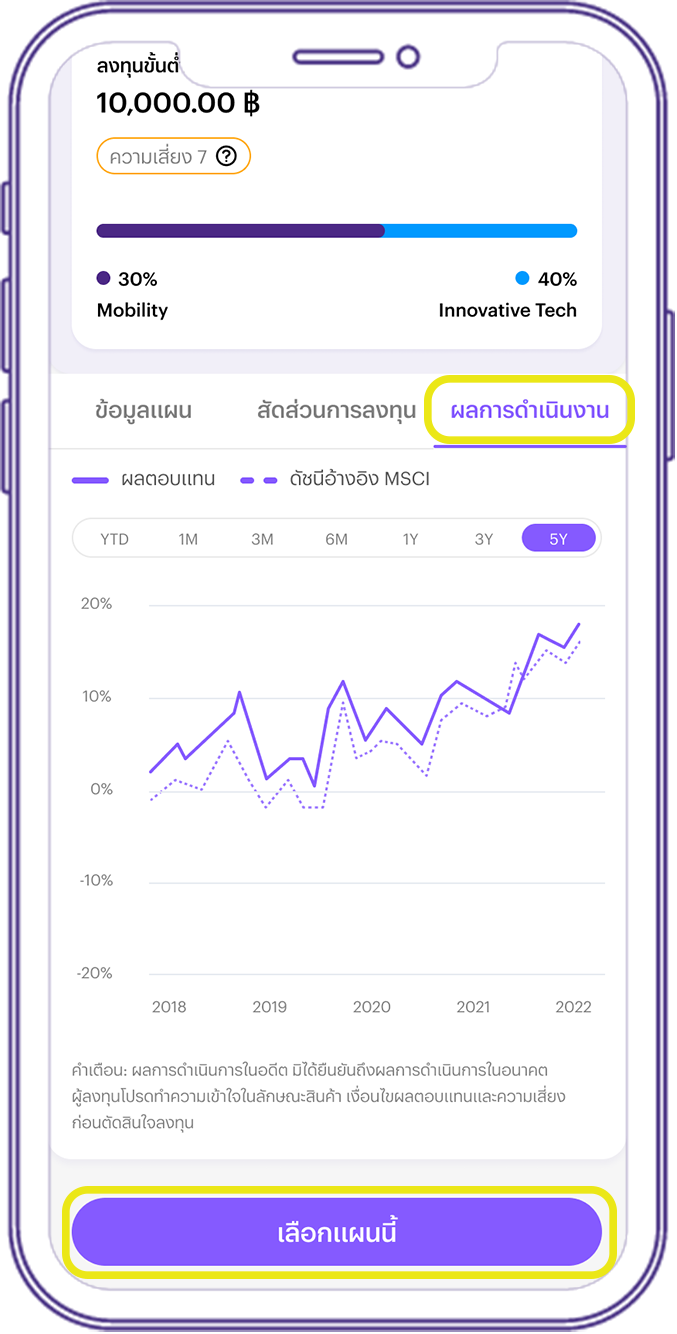 ลงทุนขั้นต่ำ
10,000.00 ฿
ความเสี่ยง 7 ?
30% 40%
Mobility Innovative Tech
ข้อมูลแผน สัดส่วนการลงทุน ผลการดำเนินงาน
ผลตอบแทน ดัชนีอ้างอิง MSCI
YTD 1M 3M 6M 1Y 3Y 5Y
20%
10%
0%
-10%
-20%
2018 2019 2020 2021 2022
คำเตือน: ผลการดำเนินการในอดีต มิได้ยืนยันถึงผลการดำเนินการในอนาคต
ผู้ลงทุนโปรดทำความเข้าใจในลักษณะสินค้า เงื่อนไขผลตอบแทนและความเสี่ยง
ก่อนตัดสินใจลงทุน
เลือกแผนนี้